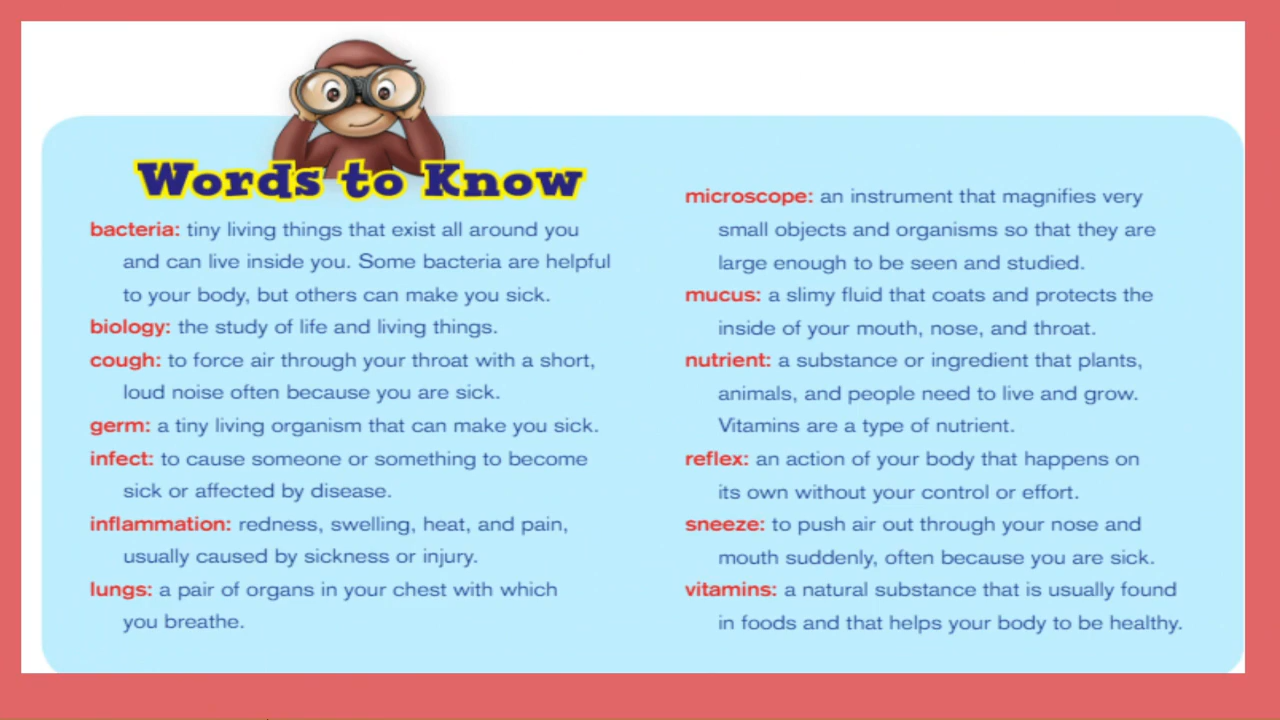 Words to Know
bacteria: tiny living things that exist all around you
and can live inside you. Some bacteria are helpful
to your body, but others can make you sick.
biology: the study of life and living things.
cough: to force air through your throat with a short,
loud noise often because you are sick.
germ: a tiny living organism that can make you sick.
infect: to cause someone or something to become
sick or affected by disease.
inflammation: redness, swelling, heat, and pain,
usually caused by sickness or injury.
lungs: a pair of organs in your chest with which
you breathe.
microscope: an instrument that magnifies very
small objects and organisms so that they are
large enough to be seen and studied.
mucus: a slimy fluid that coats and protects the
inside of your mouth, nose, and throat.
nutrient: a substance or ingredient that plants,
animals, and people need to live and grow.
Vitamins are a type of nutrient.
reflex: an action of your body that happens on
its own without your control or effort.
sneeze: to push air out through your nose and
mouth suddenly, often because you are sick.
vitamins: a natural substance that is usually found
in foods and that helps your body to be healthy.